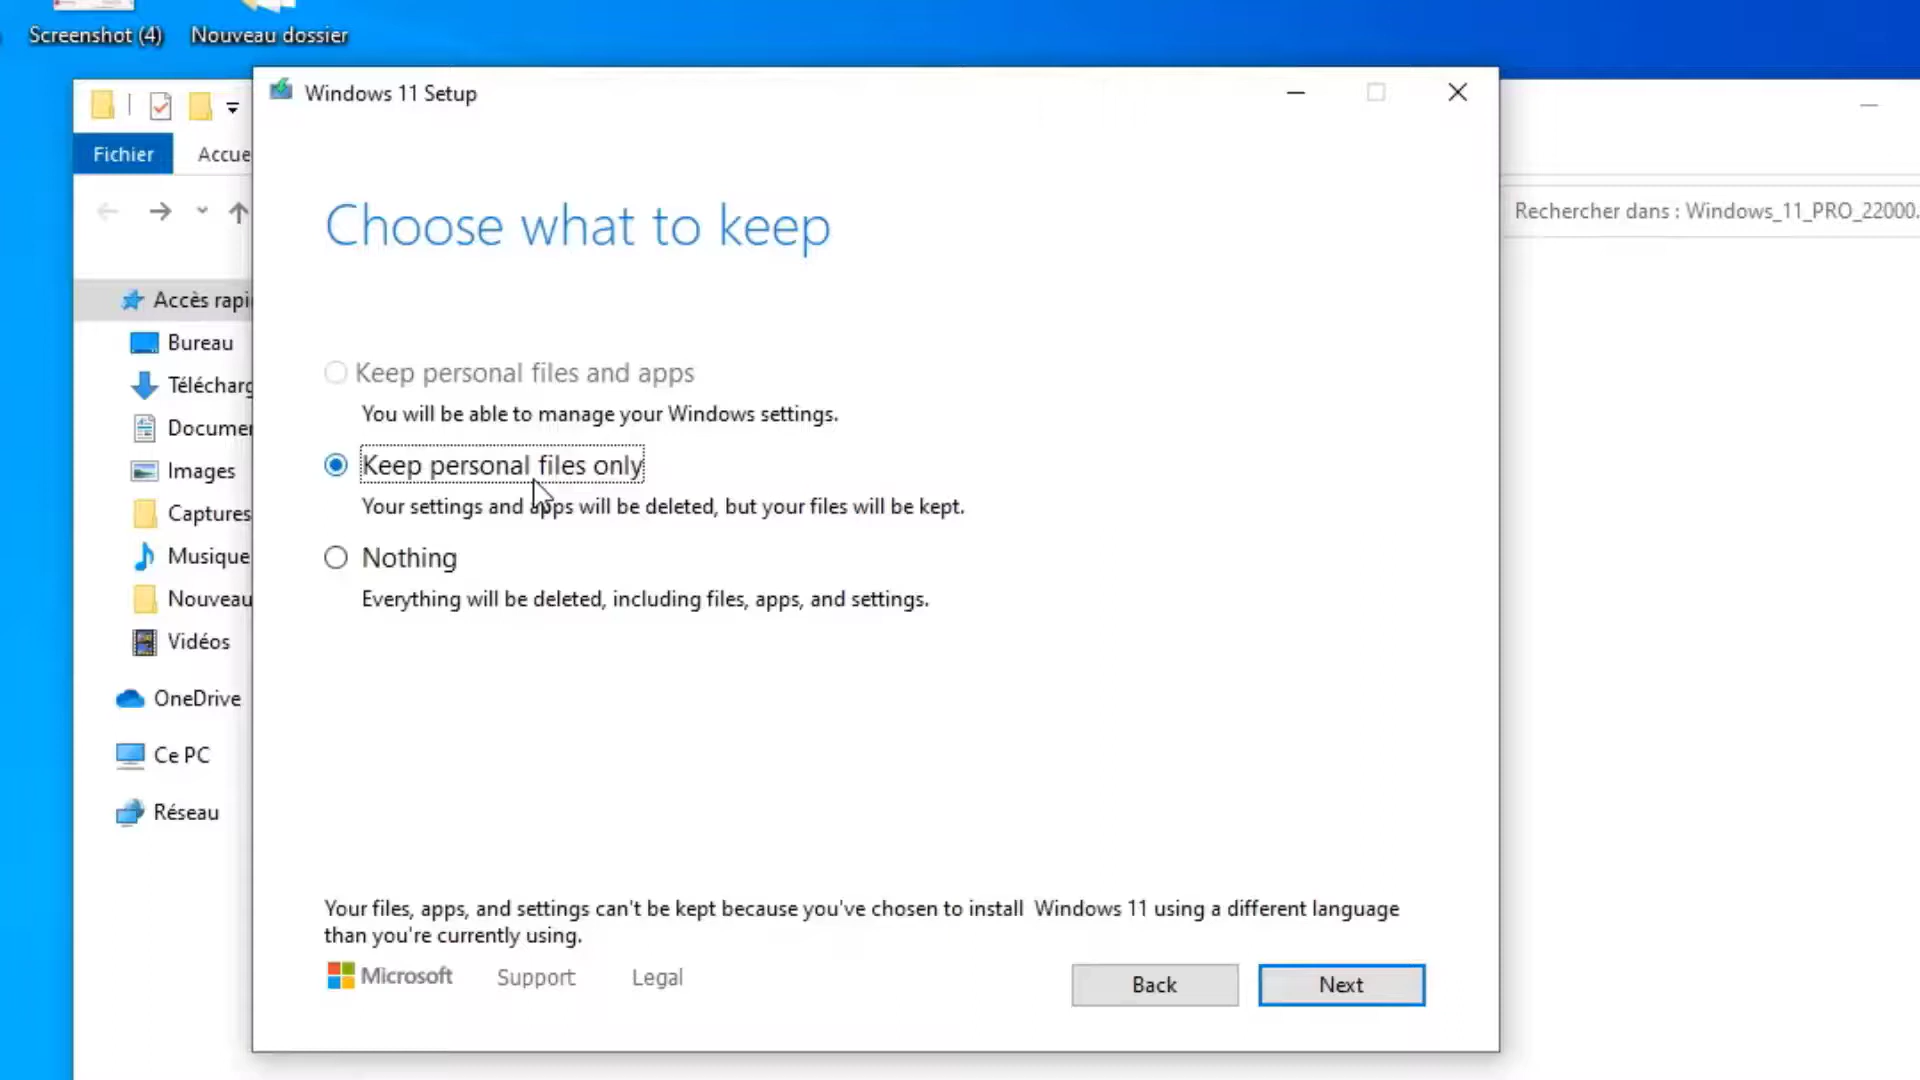 Screenshot (4)
Nouveau dossier
Windows 11 Setup
Fichier
Accue
Rechercher dans : Windows_11_PRO_22000.
Choose what to keep
Accès rapi
Bureau
Télécharg
Documen
Images
Captures
Musique
Nouveau
Vidéos
OneDrive
Ce PC
Réseau
Keep personal files and apps
You will be able to manage your Windows settings.
Keep personal files only
Your settings and apps will be deleted, but your files will be kept.
Nothing
Everything will be deleted, including files, apps, and settings.
Your files, apps, and settings can't be kept because you've chosen to install Windows 11 using a different language
than you're currently using.
Microsoft
Support
Legal
Back
Next